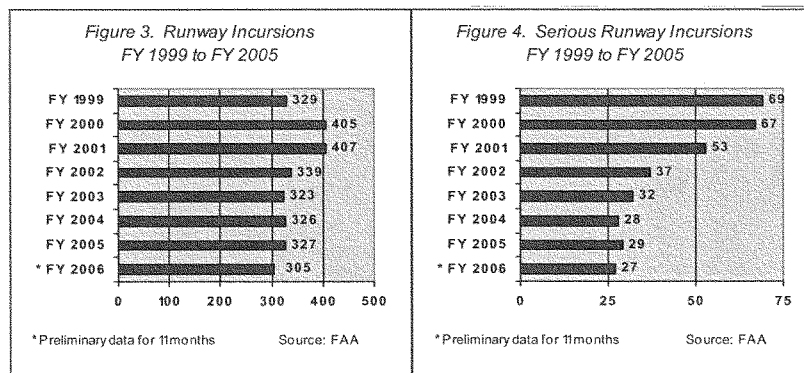 Figure 3. Runway Incursions
FY 1999 to FY 2005
FY 1999 329
FY 2000 405
FY 2001 407
FY 2002 339
FY 2003 323
FY 2004 326
FY 2005 327
* FY 2006 305
0 100 200 300 400 500
* Preliminary data for 11months Source: FAA
Figure 4. Serious Runway Incursions
FY 1999 to FY 2005
FY 1999 69
FY 2000 67
FY 2001 53
FY 2002 37
FY 2003 32
FY 2004 28
FY 2005 29
* FY 2006 27
0 25 50 75
* Preliminary data for 11months Source: FAA